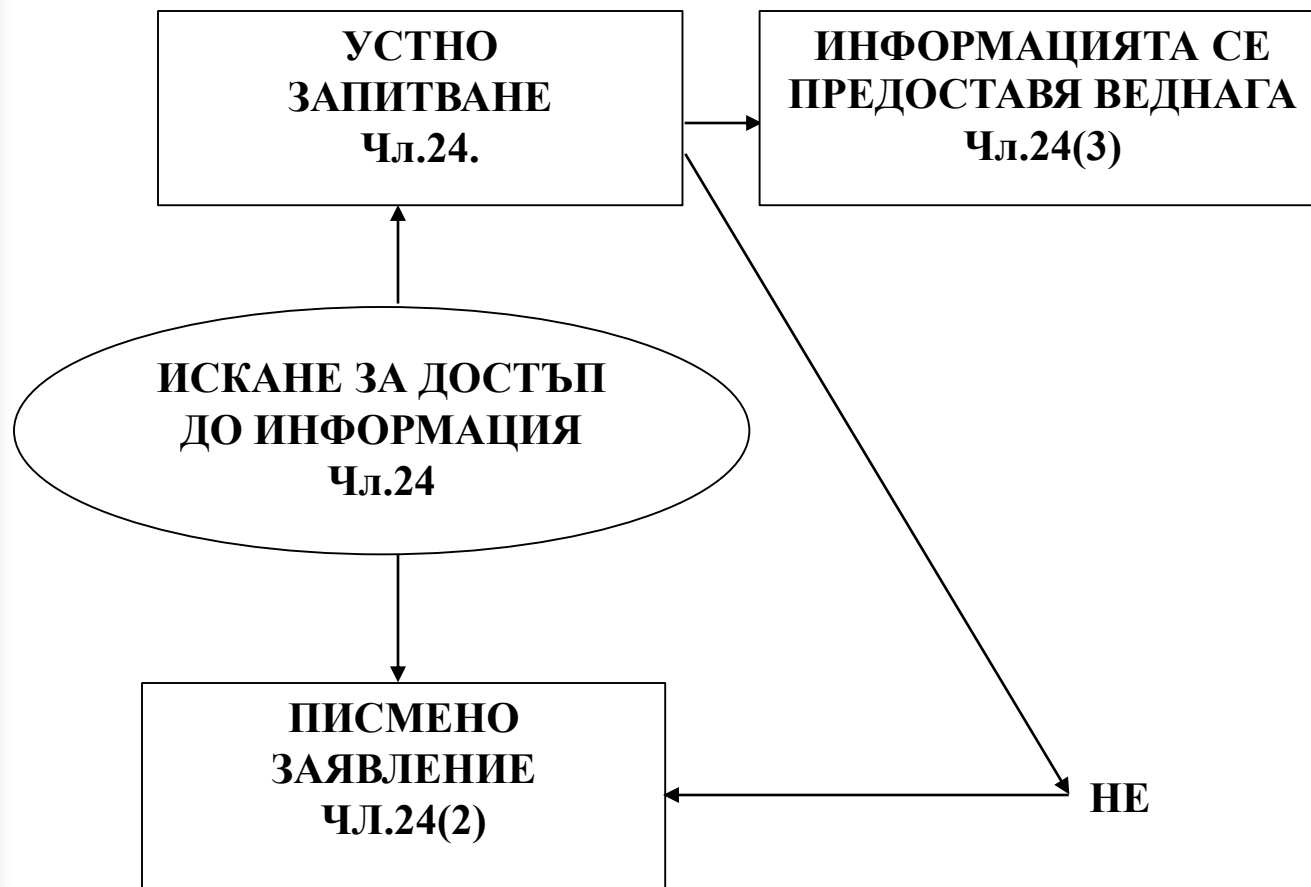 УСТНО
ЗАПИТВАНЕ
Чл.24.
ИНФОРМАЦИЯТА СЕ
ПРЕДОСТАВЯ ВЕДНАГА
Чл.24(3)
ИСКАНЕ ЗА ДОСТЪП
ДО ИНФОРМАЦИЯ
Чл.24
ПИСМЕНО
ЗАЯВЛЕНИЕ
ЧЛ.24(2)
НЕ